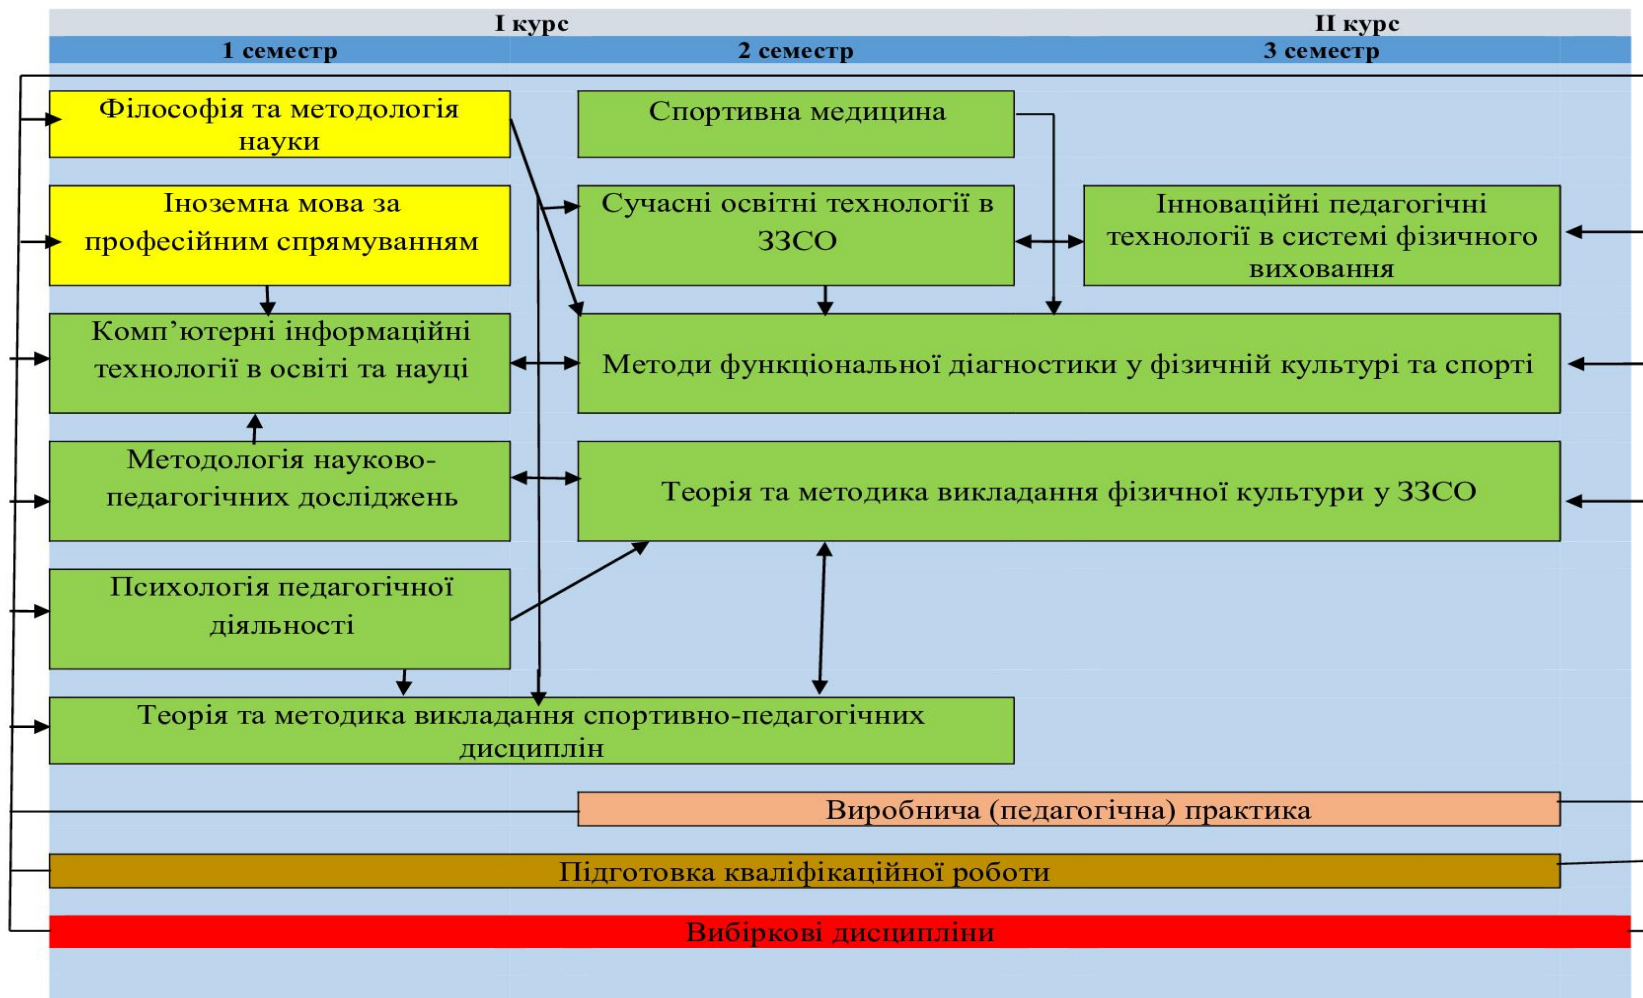 І курс
ІІ курс
1 семестр
2 семестр
3 семестр
Філософія та методологія
науки
Спортивна медицина
Іноземна мова за
професійним спрямуванням
Сучасні освітні технології в
ЗЗСО
Інноваційні педагогічні
технології в системі фізичного
виховання
Комп’ютерні інформаційні
технології в освіті та науці
Методи функціональної діагностики у фізичній культурі та спорті
Методологія науково-
педагогічних досліджень
Теорія та методика викладання фізичної культури у ЗЗСО
Психологія педагогічної
діяльності
Теорія та методика викладання спортивно-педагогічних
дисциплін
Виробнича (педагогічна) практика
Підготовка кваліфікаційної роботи
Вибіркові дисципліни